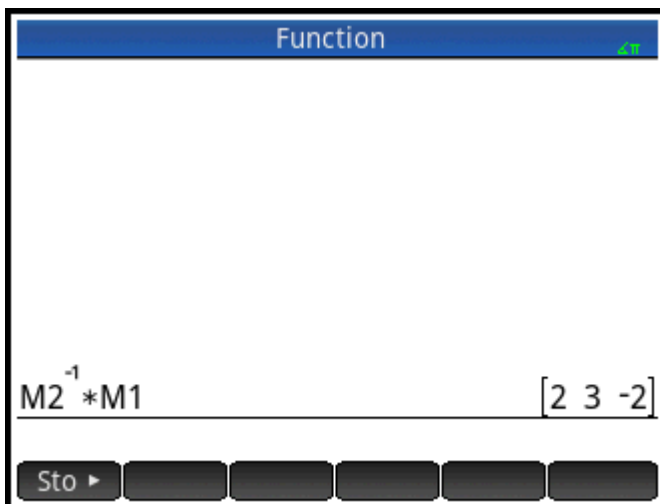 Function
∡π
M2⁻¹*M1
[2 3 -2]
Sto ▶